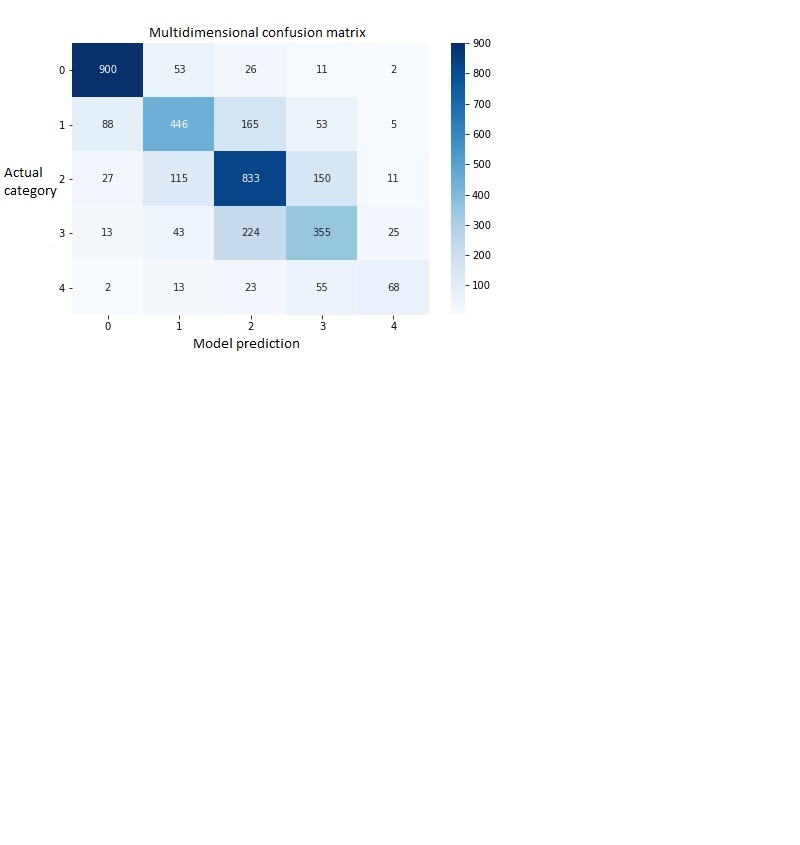 Multidimensional confusion matrix
0 900 53 26 11 2
1 88 446 165 53 5
Actual category
2 27 115 833 150 11
3 13 43 224 355 25
4 2 13 23 55 68
0 1 2 3 4
Model prediction
900
800
700
600
500
400
300
200
100